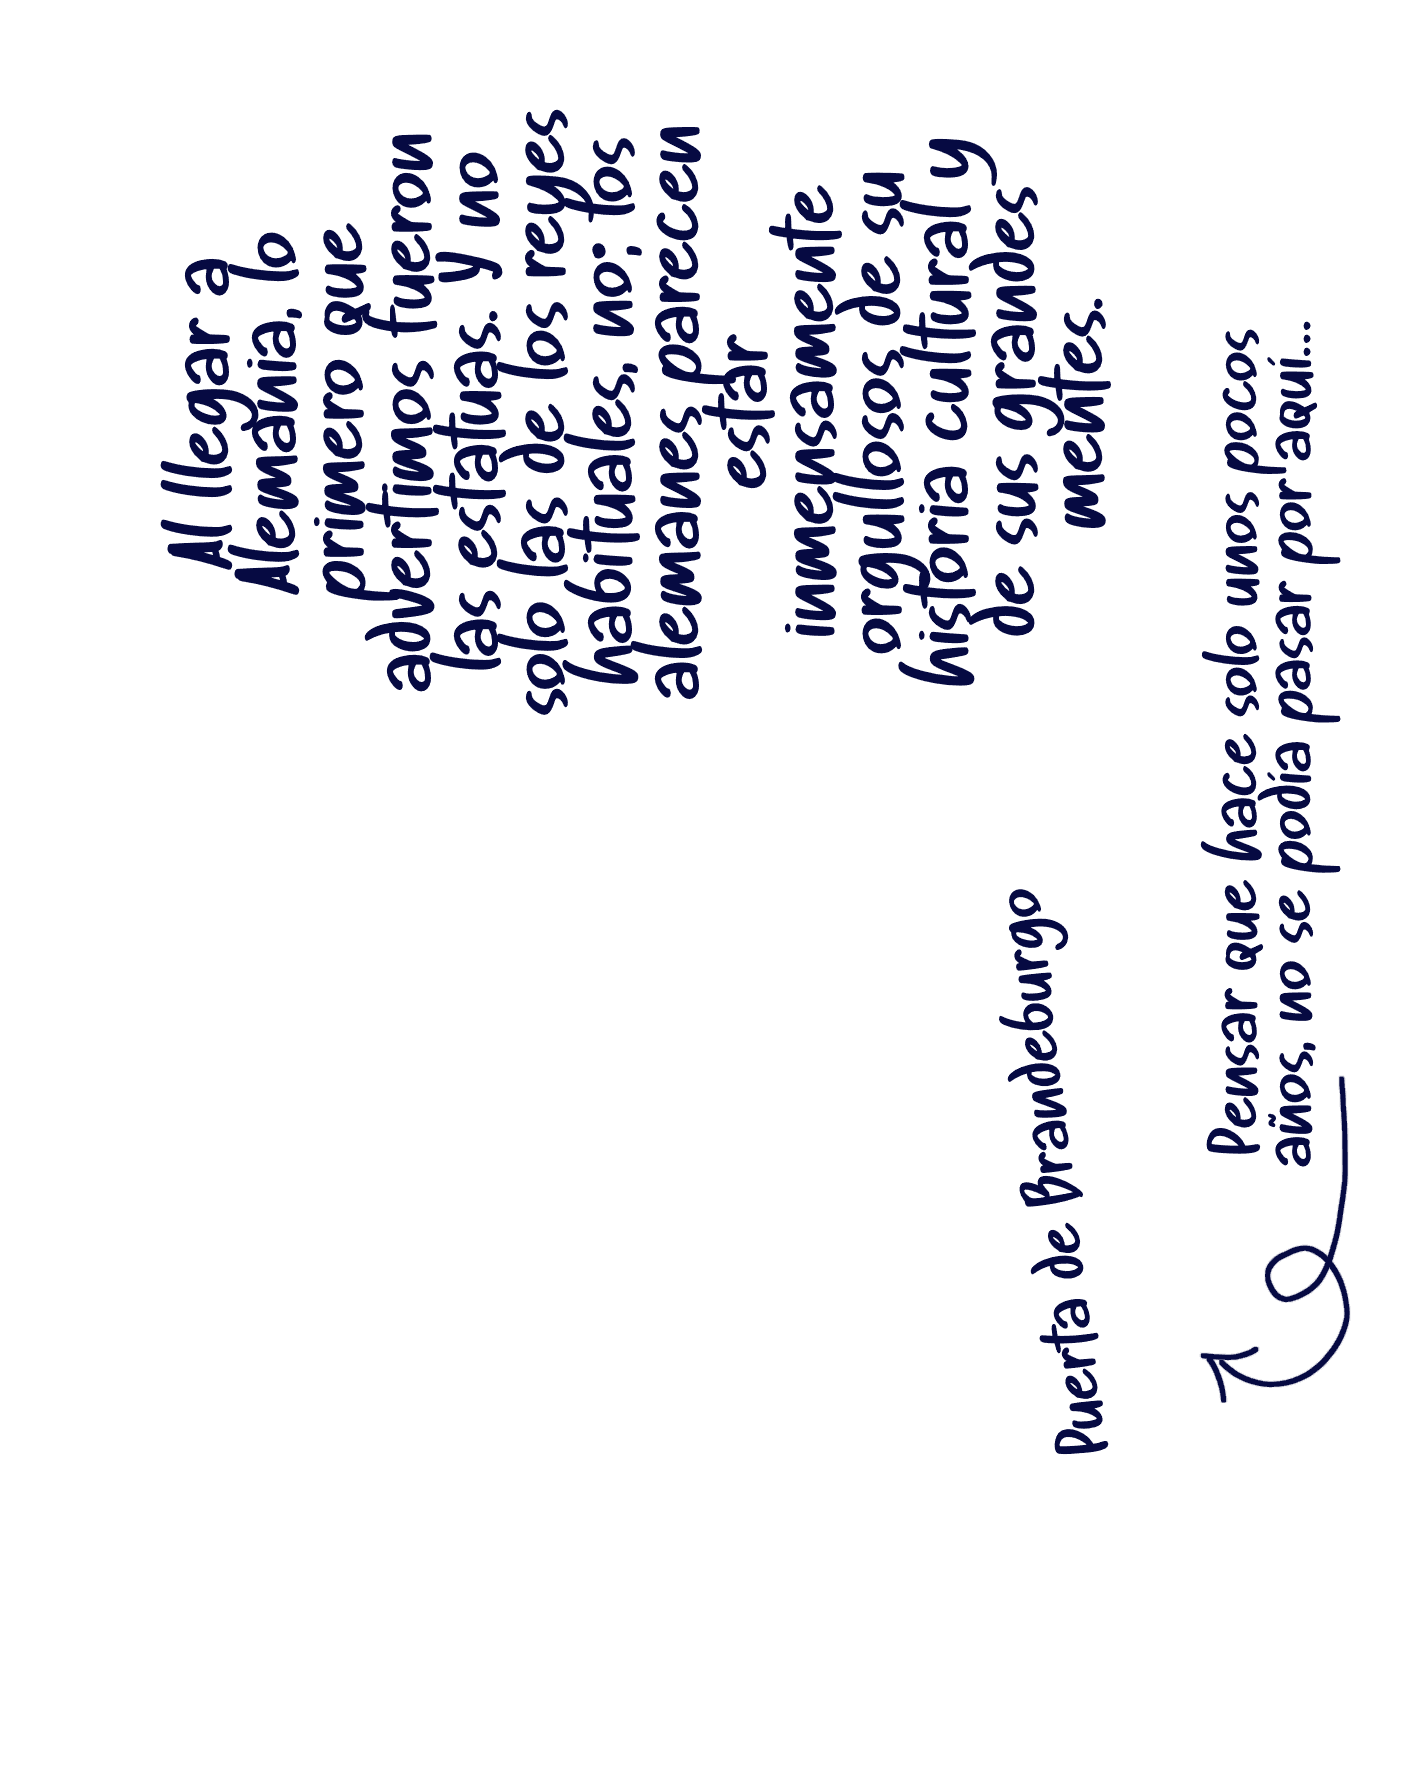 Al llegar a
Alemania, lo
primero que
advertimos fueron
las estatuas. Y no
solo las de los reyes
habituales, no; los
alemanes parecen
estar
inmensamente
orgullosos de su
historia cultural y
de sus grandes
mentes.
Puerta de Brandeburgo
Pensar que hace solo unos pocos
años, no se podía pasar por aquí...